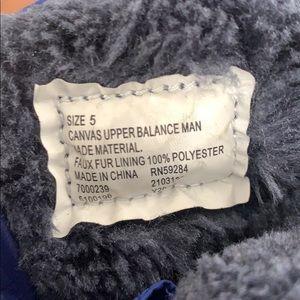 SIZE 5
CANVAS UPPER BALANCE MAN
MADE MATERIAL.
FAUX FUR LINING 100% POLYESTER
MADE IN CHINA RN59284
7000239